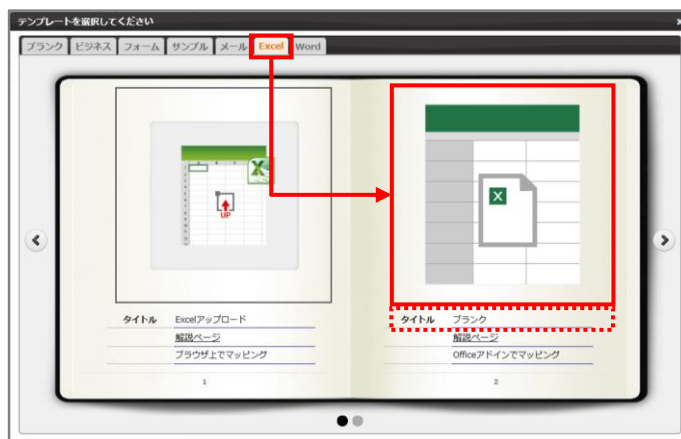 テンプレートを選択してください
ブランク ビジネス フォーム サンプル メール Excel Word
UP
タイトル Excelアップロード
解説ページ
ブラウザ上でマッピング
1
タイトル ブランク
解説ページ
Officeアドインでマッピング
2